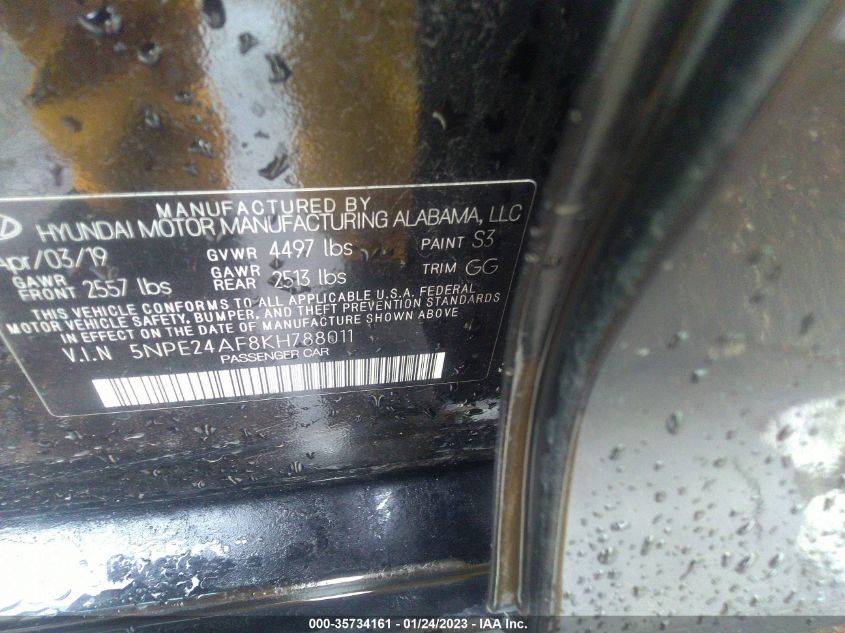 MANUFACTURED BY
HYUNDAI MOTOR MANUFACTURING ALABAMA, LLC
Apr/03/19 GVWR 4497 lbs PAINT S3
GAWR FRONT 2557 lbs GAWR REAR 2513 lbs TRIM GG
THIS VEHICLE CONFORMS TO ALL APPLICABLE U.S.A. FEDERAL
MOTOR VEHICLE SAFETY, BUMPER, AND THEFT PREVENTION STANDARDS
IN EFFECT ON THE DATE OF MANUFACTURE SHOWN ABOVE
V.I.N 5NPE24AF8KH788011
PASSENGER CAR
000-35734161 - 01/24/2023 - IAA Inc.